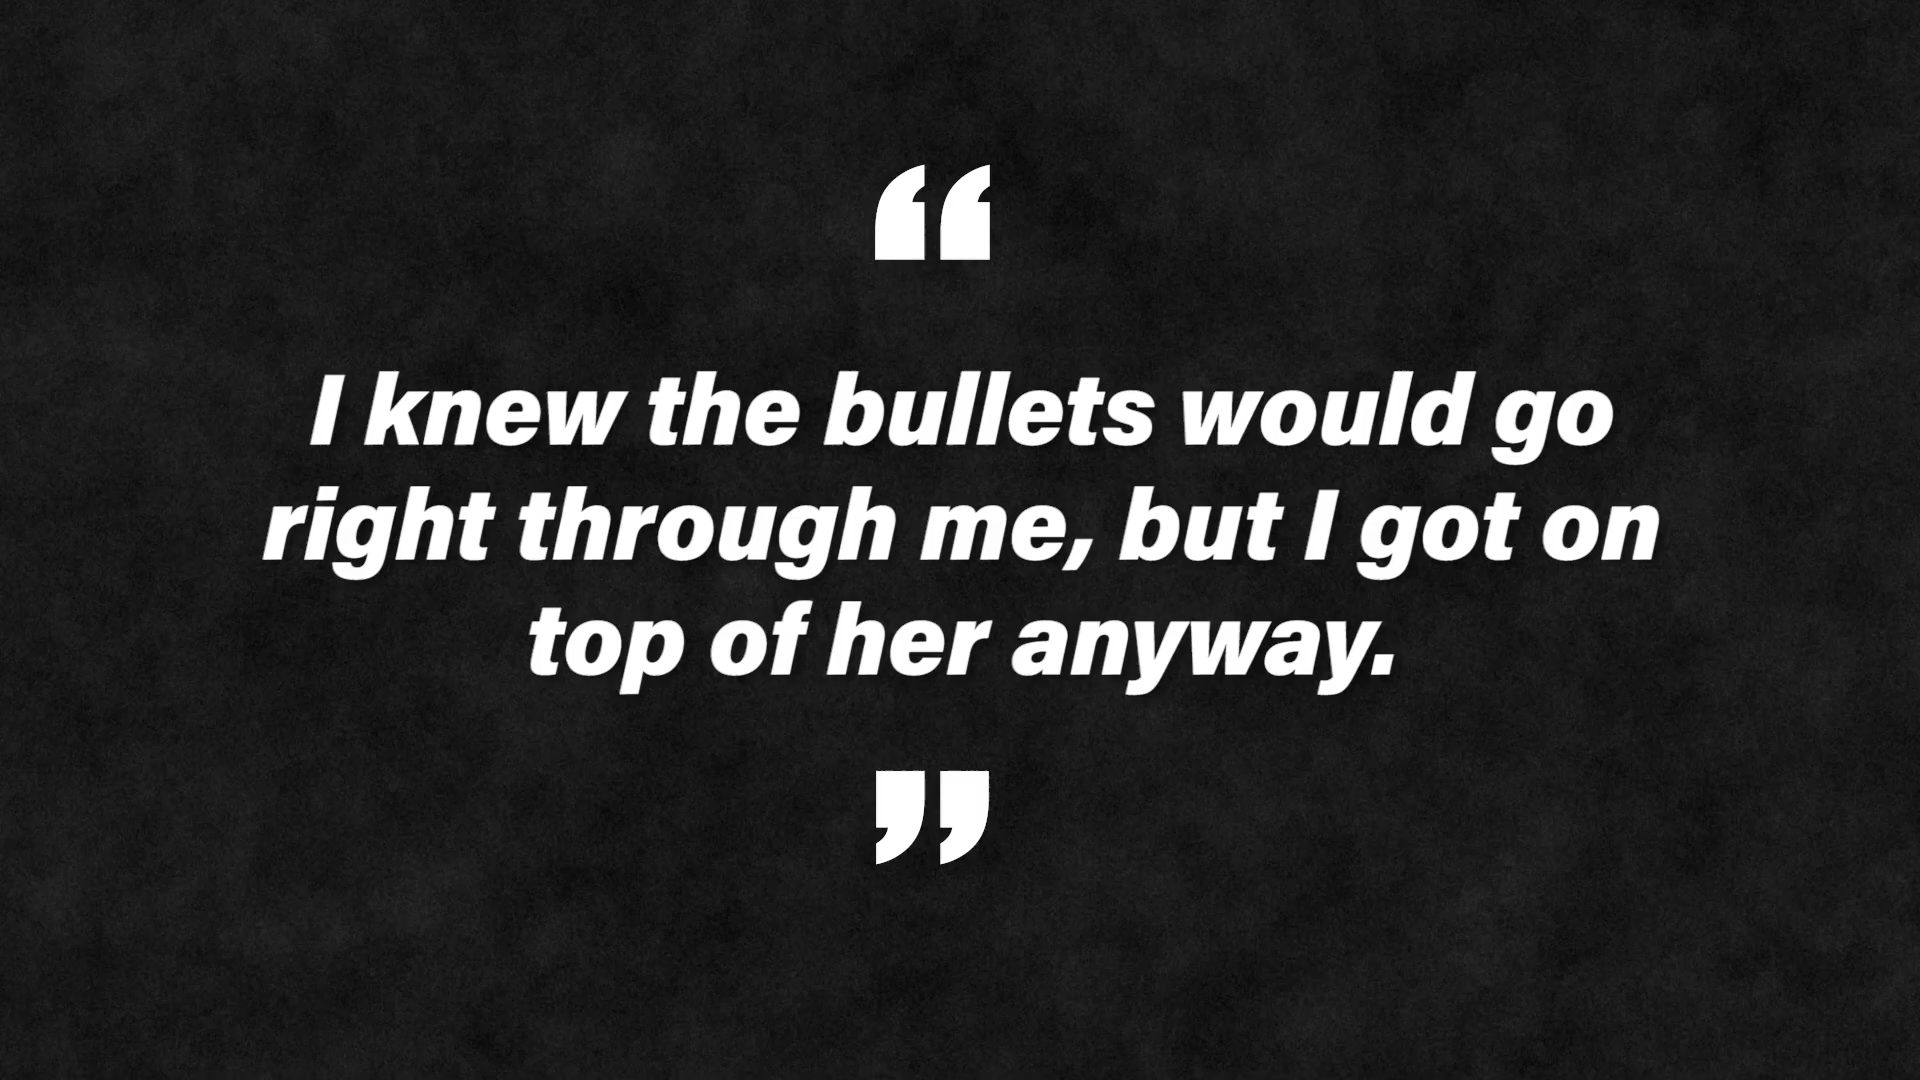 “
I knew the bullets would go
right through me, but I got on
top of her anyway.
”